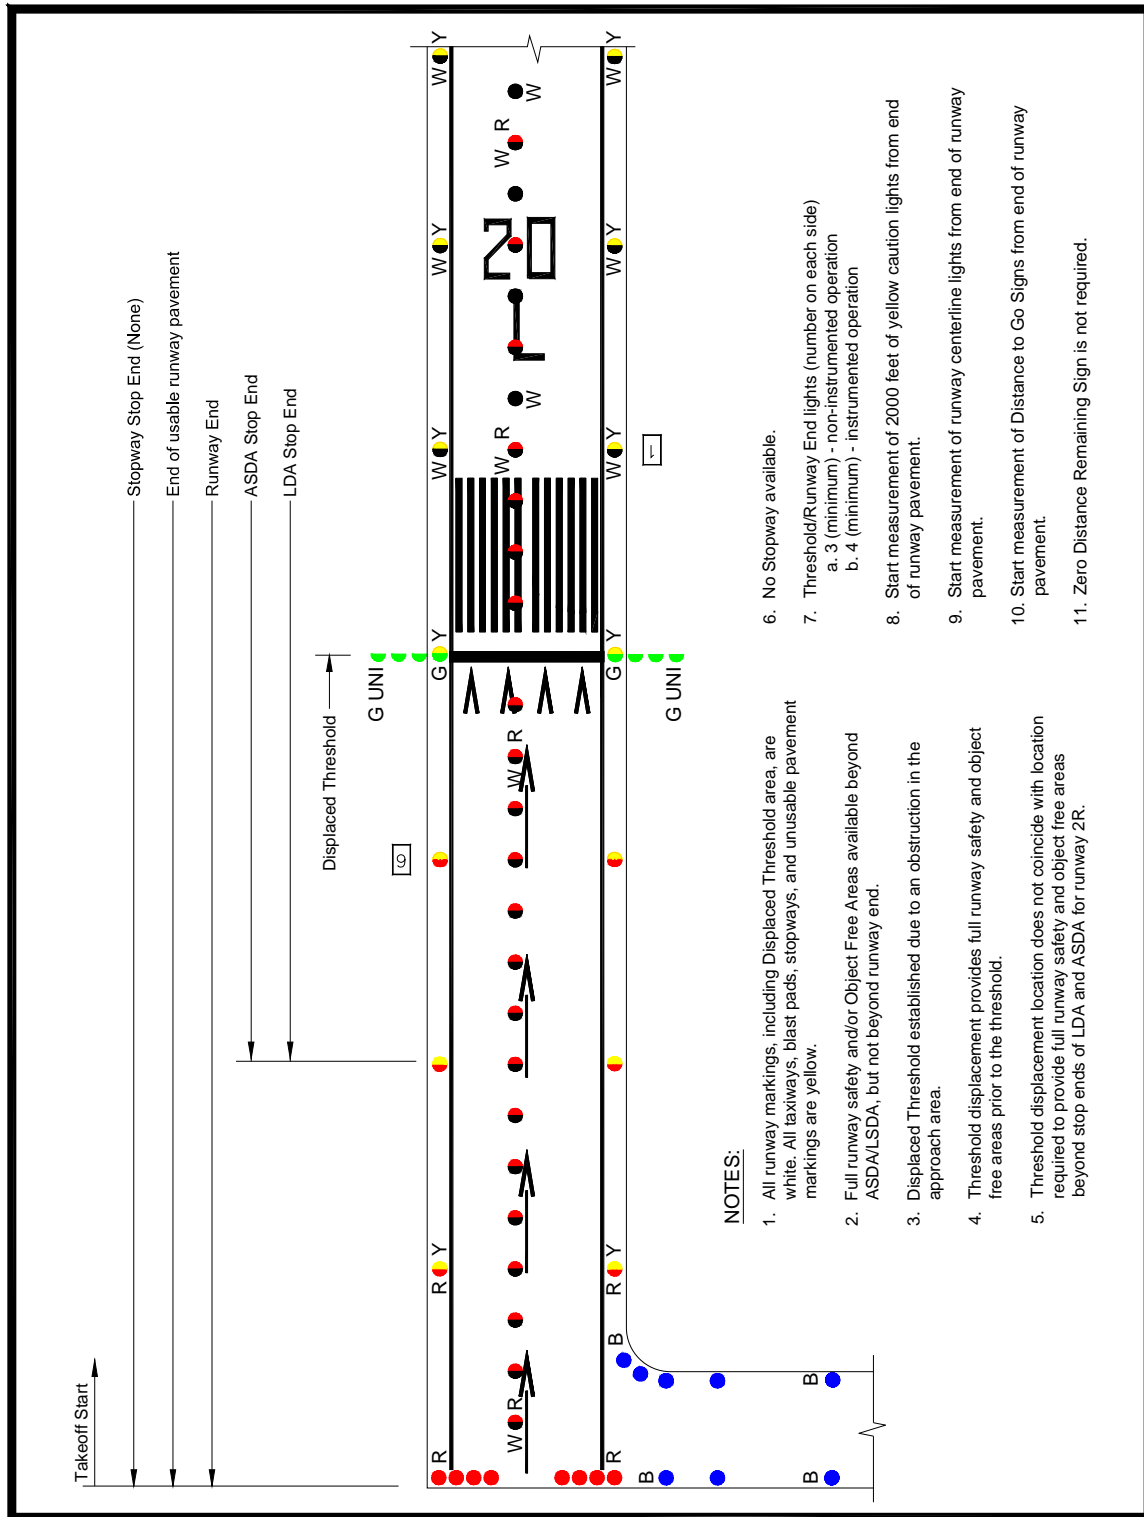 Takeoff Start
Stopway Stop End (None)
End of usable runway pavement
Runway End
ASDA Stop End
LDA Stop End
Displaced Threshold
G UNI
R
R Y
G Y
W Y
W Y
W Y
W R
W R
20
L
W
W R
W
W R
R
R Y
G Y
W Y
W Y
W Y
G UNI
B
B
B
B
9
1
NOTES:
1. All runway markings, including Displaced Threshold area, are
white. All taxiways, blast pads, stopways, and unusable pavement
markings are yellow.
2. Full runway safety and/or Object Free Areas available beyond
ASDA/LSDA, but not beyond runway end.
3. Displaced Threshold established due to an obstruction in the
approach area.
4. Threshold displacement provides full runway safety and object
free areas prior to the threshold.
5. Threshold displacement location does not coincide with location
required to provide full runway safety and object free areas
beyond stop ends of LDA and ASDA for runway 2R.
6. No Stopway available.
7. Threshold/Runway End lights (number on each side)
a. 3 (minimum) - non-instrumented operation
b. 4 (minimum) - instrumented operation
8. Start measurement of 2000 feet of yellow caution lights from end
of runway pavement.
9. Start measurement of runway centerline lights from end of runway
pavement.
10. Start measurement of Distance to Go Signs from end of runway
pavement.
11. Zero Distance Remaining Sign is not required.